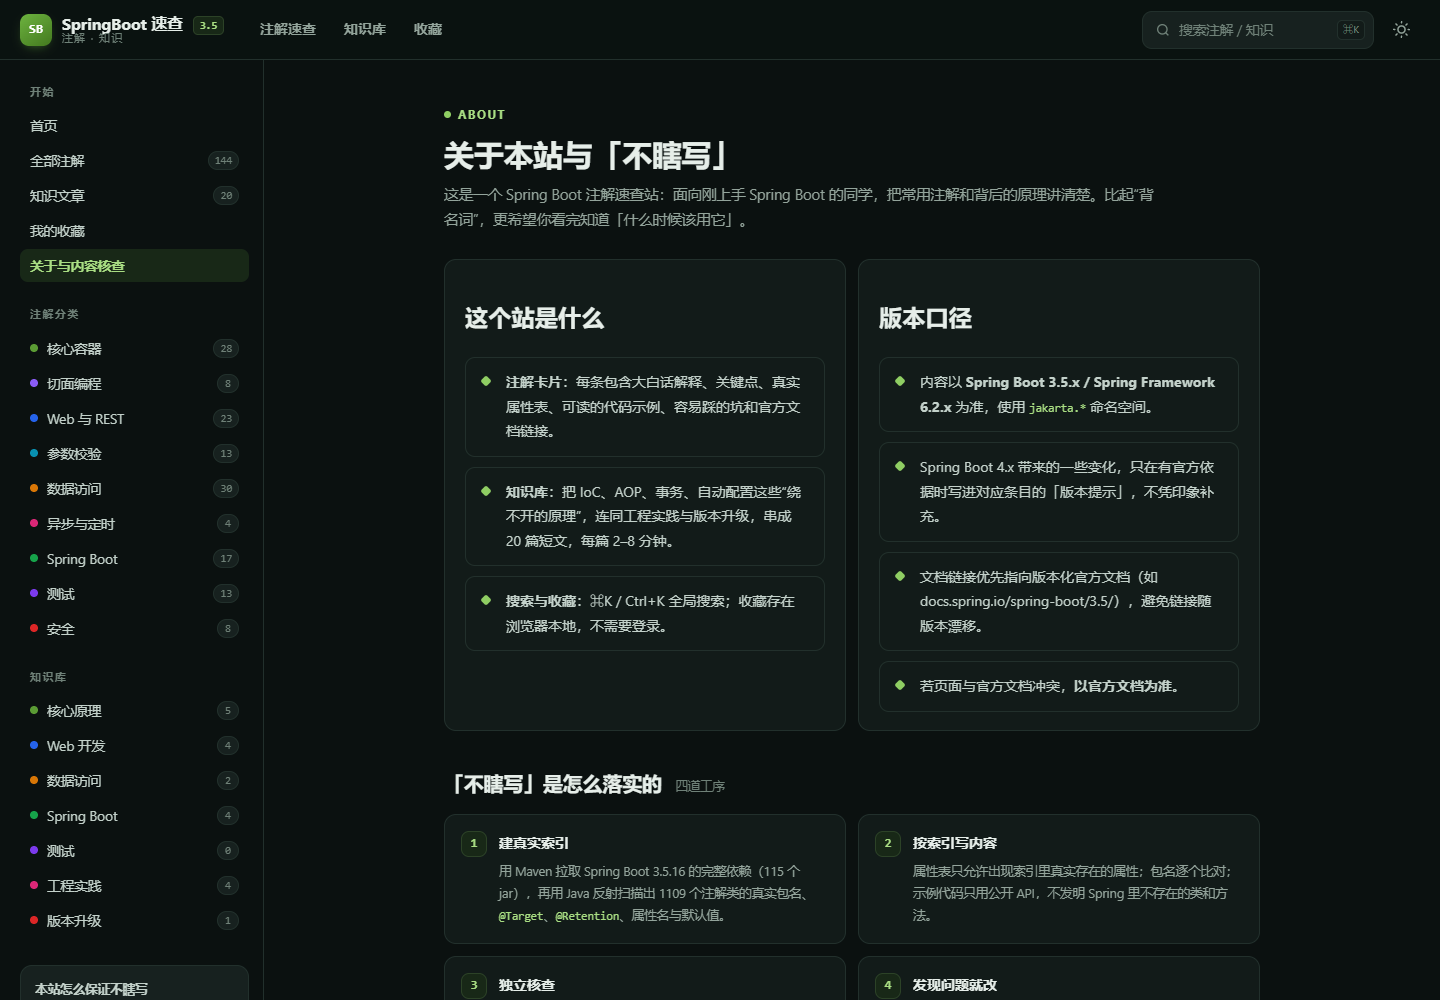 SB
SpringBoot 速查
3.5
注解 · 知识
注解速查
知识库
收藏
搜索注解 / 知识
⌘K
开始
首页
全部注解
144
知识文章
20
我的收藏
关于与内容核查
注解分类
核心容器
28
切面编程
8
Web 与 REST
23
参数校验
13
数据访问
30
异步与定时
4
Spring Boot
17
测试
13
安全
8
知识库
核心原理
5
Web 开发
4
数据访问
2
Spring Boot
4
测试
0
工程实践
4
版本升级
1
本站怎么保证不瞎写
ABOUT
关于本站与「不瞎写」
这是一个 Spring Boot 注解速查站：面向刚上手 Spring Boot 的同学，把常用注解和背后的原理讲清楚。比起“背
名词”，更希望你看完知道「什么时候该用它」。
这个站是什么
注解卡片：每条包含大白话解释、关键点、真实
属性表、可读的代码示例、容易踩的坑和官方文
档链接。
知识库：把 IoC、AOP、事务、自动配置这些“绕
不开的原理”，连同工程实践与版本升级，串成
20 篇短文，每篇 2–8 分钟。
搜索与收藏：⌘K / Ctrl+K 全局搜索；收藏存在
浏览器本地，不需要登录。
版本口径
内容以 Spring Boot 3.5.x / Spring Framework
6.2.x 为准，使用 jakarta.* 命名空间。
Spring Boot 4.x 带来的一些变化，只在有官方依
据时写进对应条目的「版本提示」，不凭印象补
充。
文档链接优先指向版本化官方文档（如
docs.spring.io/spring-boot/3.5/），避免链接随
版本漂移。
若页面与官方文档冲突，以官方文档为准。
「不瞎写」是怎么落实的
四道工序
1
建真实索引
用 Maven 拉取 Spring Boot 3.5.16 的完整依赖（115 个
jar），再用 Java 反射扫描出 1109 个注解类的真实包名、
@Target、@Retention、属性名与默认值。
2
按索引写内容
属性表只允许出现索引里真实存在的属性；包名逐个比对；
示例代码只用公开 API，不发明 Spring 里不存在的类和方
法。
3
独立核查
4
发现问题就改